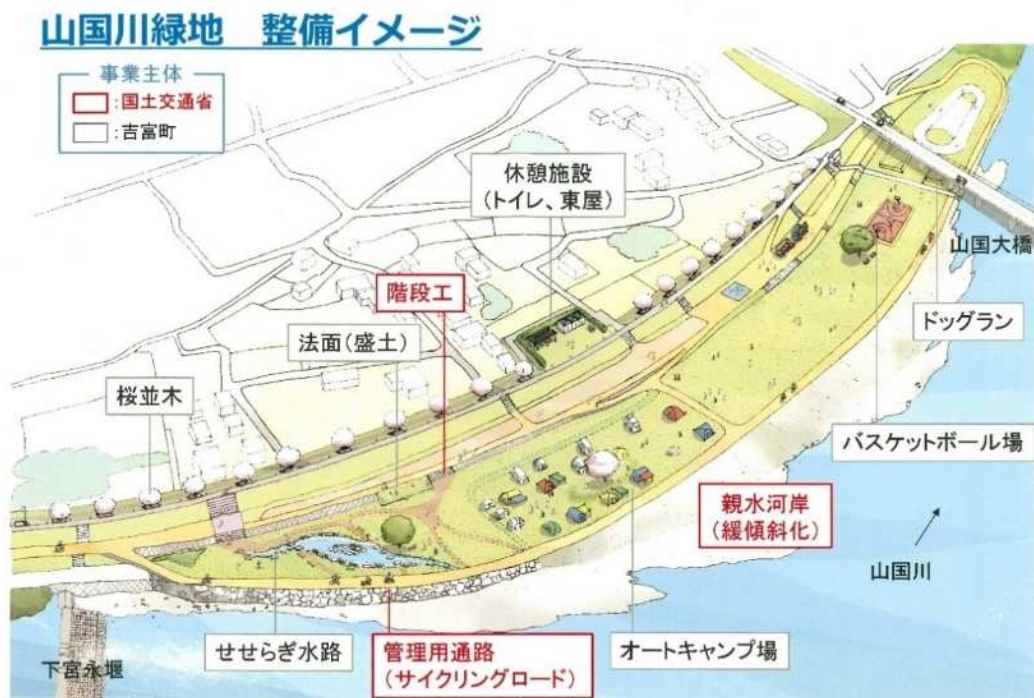 山国川緑地 整備イメージ
事業主体
:国土交通省
:吉富町
休憩施設
(トイレ、東屋)
山国大橋
階段工
ドッグラン
法面(盛土)
桜並木
バスケットボール場
親水河岸
(緩傾斜化)
山国川
せせらぎ水路
管理用通路
(サイクリングロード)
オートキャンプ場
下宮永堰